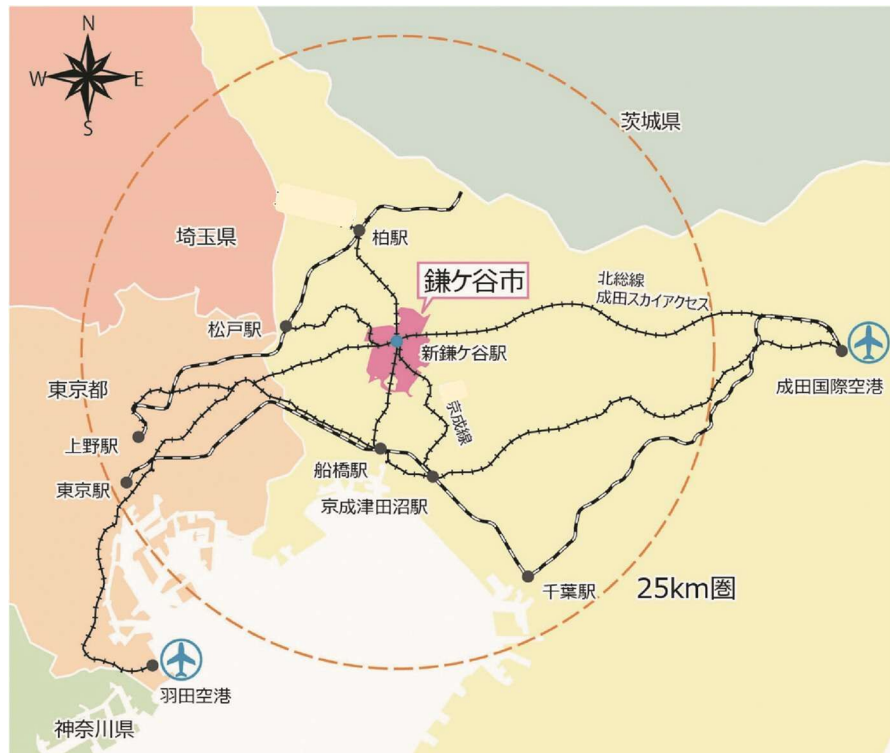 N
W E
S
茨城県
埼玉県
柏駅
鎌ケ谷市
北総線
成田スカイアクセス
松戸駅
新鎌ケ谷駅
成田国際空港
東京都
京成線
上野駅
船橋駅
東京駅
京成津田沼駅
千葉駅
25km圏
羽田空港
神奈川県